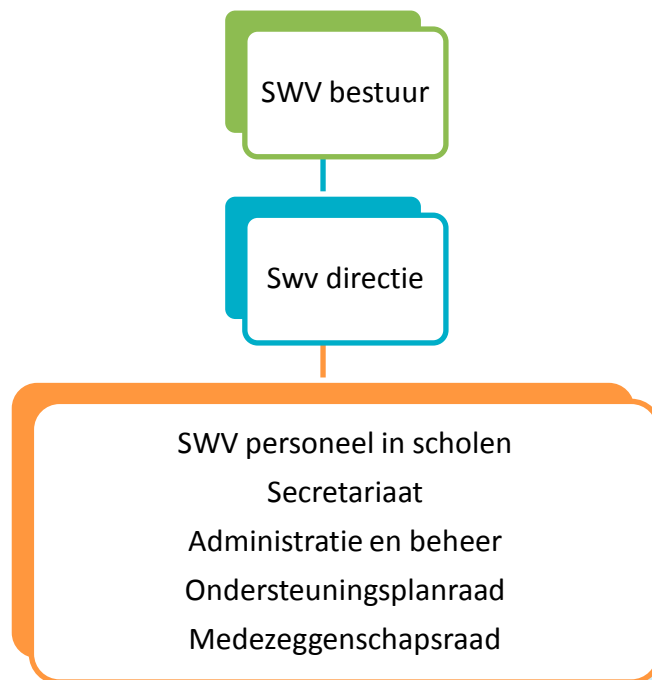 SWV bestuur
Swv directie
SWV personeel in scholen
Secretariaat
Administratie en beheer
Ondersteuningsplanraad
Medezeggenschapsraad